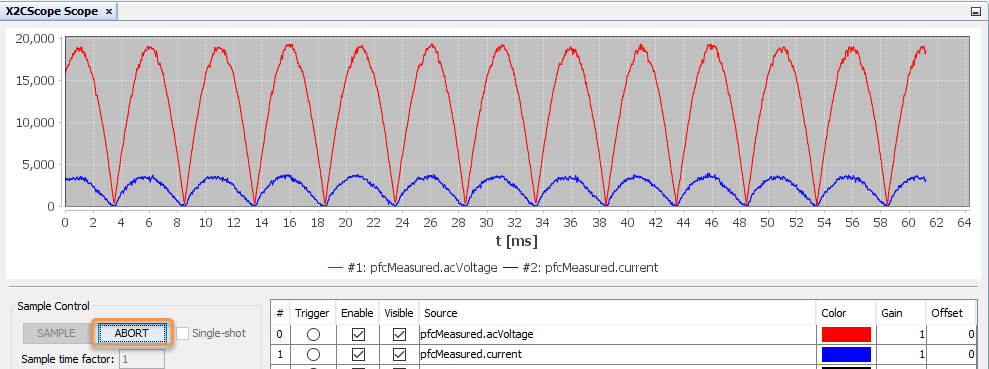 X2CScope Scope ×
20,000
15,000
10,000
5,000
0
0 2 4 6 8 10 12 14 16 18 20 22 24 26 28 30 32 34 36 38 40 42 44 46 48 50 52 54 56 58 60 62 64
t [ms]
#1: pfcMeasured.acVoltage #2: pfcMeasured.current
Sample Control
SAMPLE ABORT Single-shot
Sample time factor: 1
# Trigger Enable Visible Source Color Gain Offset
0 pfcMeasured.acVoltage 1 0
1 pfcMeasured.current 1 0